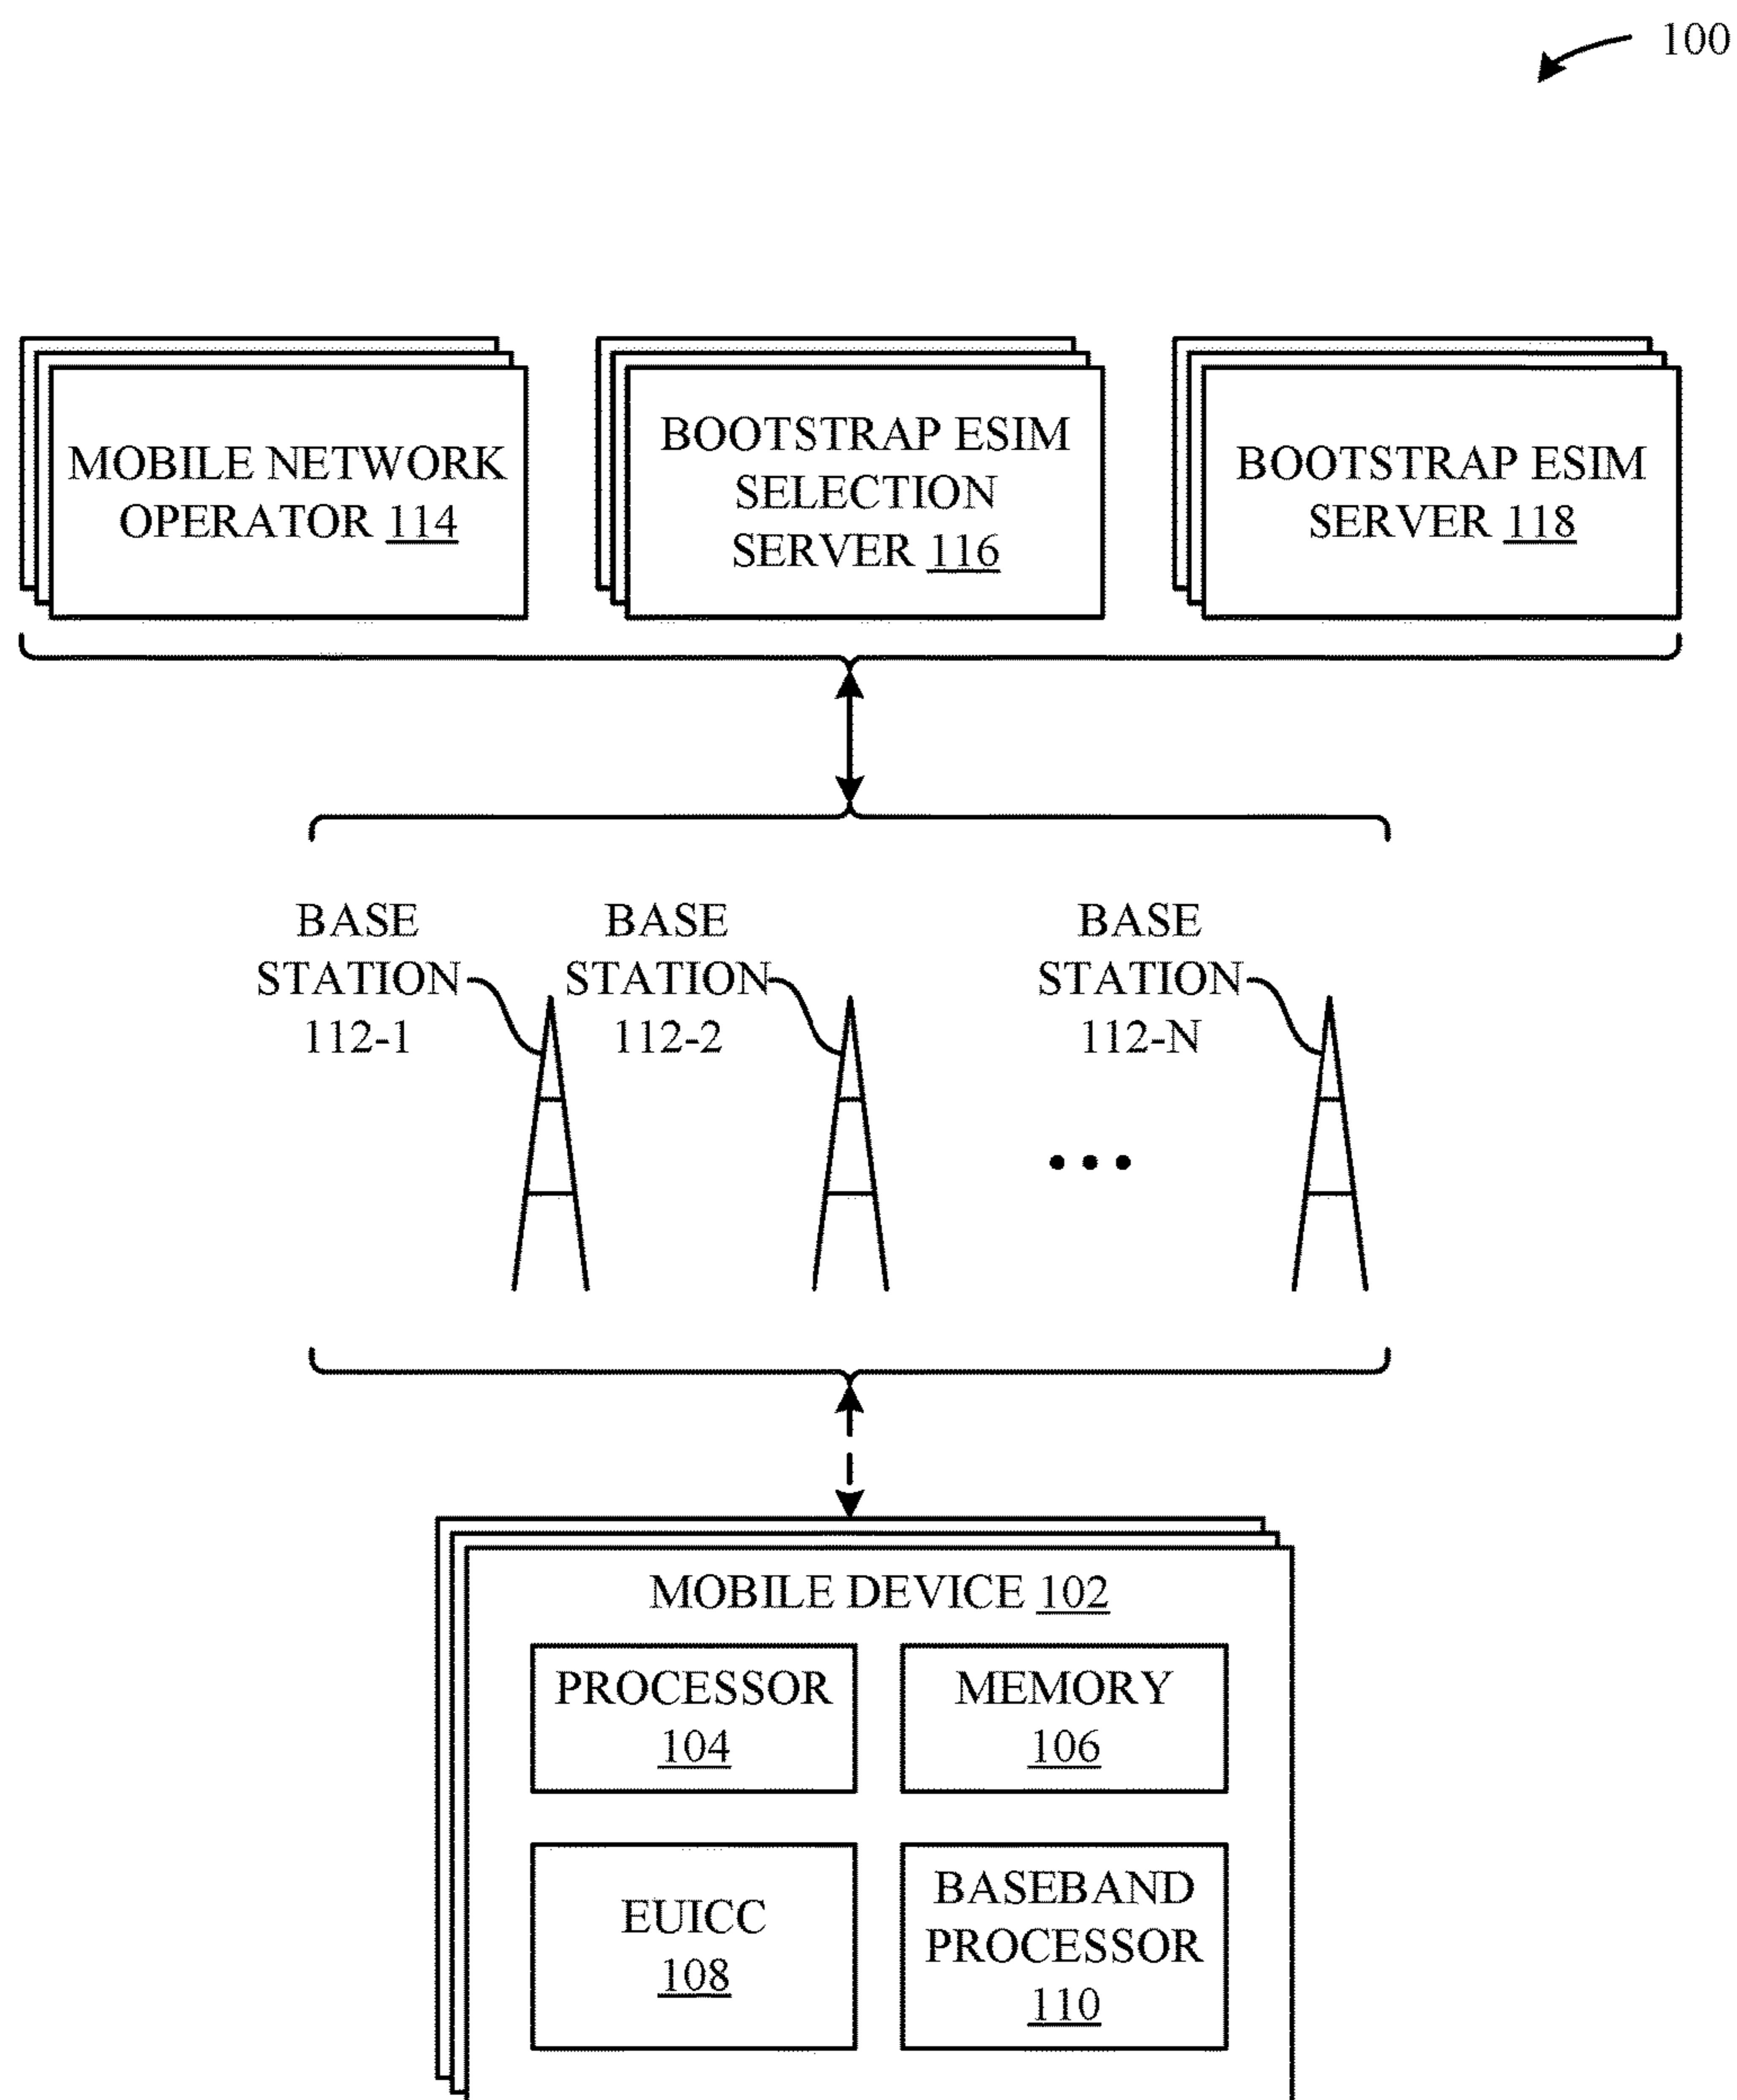 100
MOBILE NETWORK
OPERATOR 114
BOOTSTRAP ESIM
SELECTION
SERVER 116
BOOTSTRAP ESIM
SERVER 118
BASE
STATION
112-1
BASE
STATION
112-2
BASE
STATION
112-N
MOBILE DEVICE 102
PROCESSOR
104
MEMORY
106
EUICC
108
BASEBAND
PROCESSOR
110